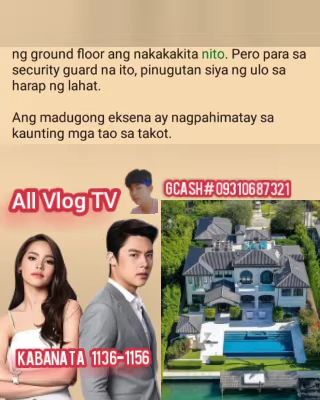 ng ground floor ang nakakakita nito. Pero para sa
security guard na ito, pinugutan siya ng ulo sa
harap ng lahat.
Ang madugong eksena ay nagpahimatay sa
kaunting mga tao sa takot.
All Vlog TV
GCASH#09310687321
KABANATA 1136-1156